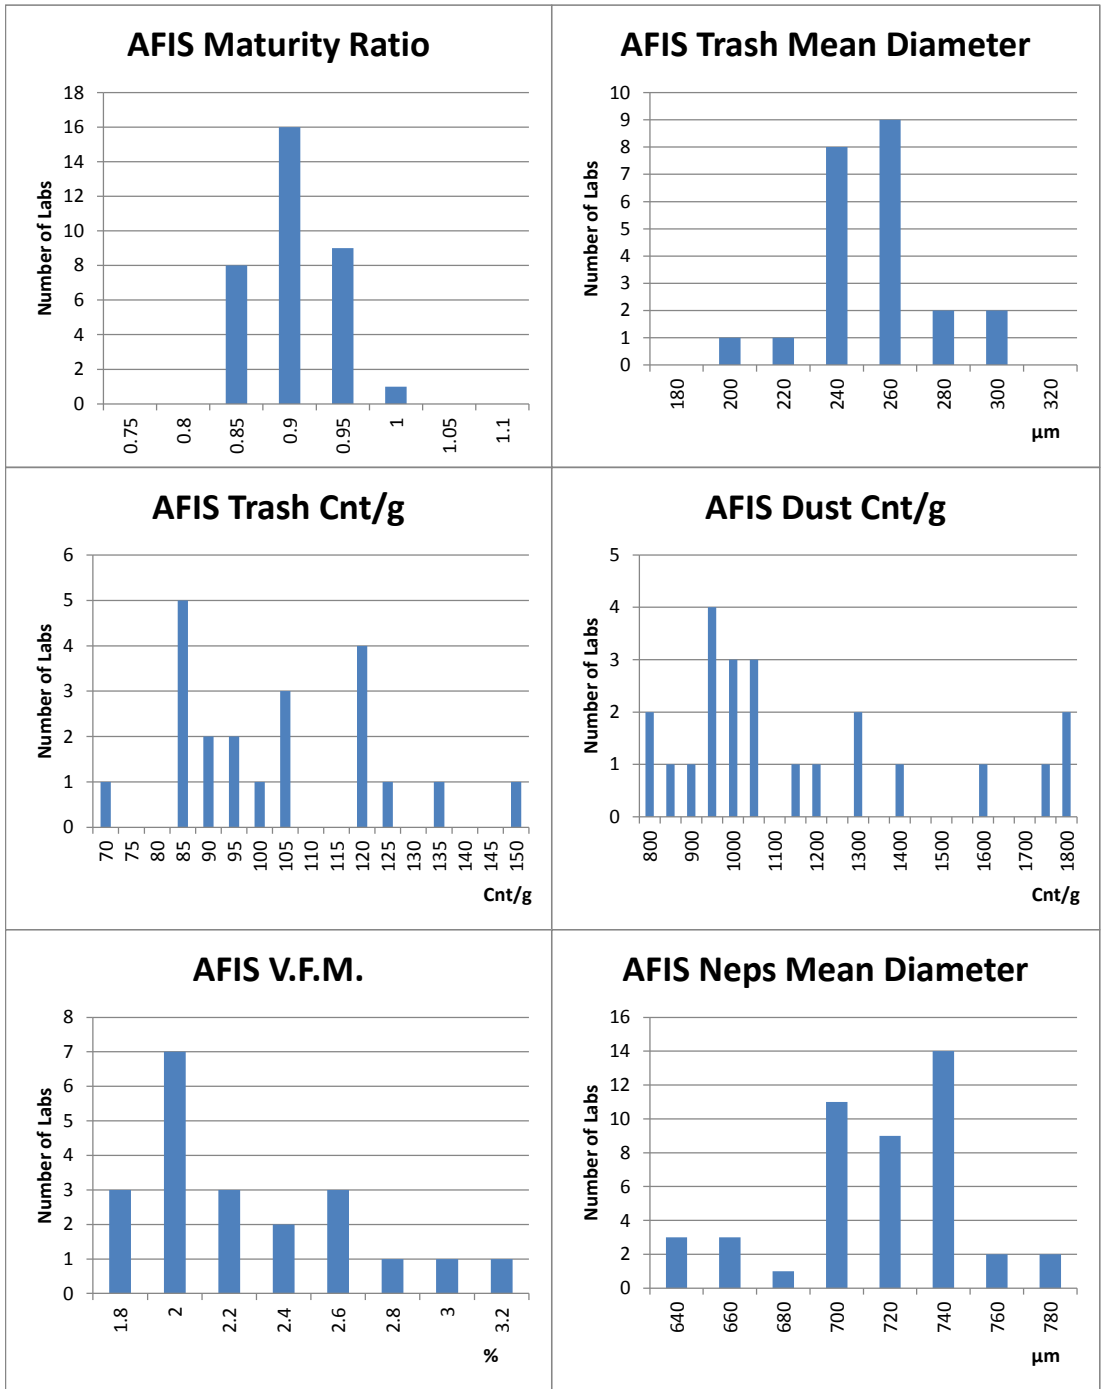 AFIS Maturity Ratio
Number of Labs
18
16
14
12
10
8
6
4
2
0
0.75 0.8 0.85 0.9 0.95 1 1.05 1.1
AFIS Trash Mean Diameter
Number of Labs
10
9
8
7
6
5
4
3
2
1
0
180 200 220 240 260 280 300 320
µm
AFIS Trash Cnt/g
Number of Labs
6
5
4
3
2
1
0
70 75 80 85 90 95 100 105 110 115 120 125 130 135 140 145 150
Cnt/g
AFIS Dust Cnt/g
Number of Labs
5
4
3
2
1
0
800 900 1000 1100 1200 1300 1400 1500 1600 1700 1800
Cnt/g
AFIS V.F.M.
Number of Labs
8
7
6
5
4
3
2
1
0
1.8 2 2.2 2.4 2.6 2.8 3 3.2
%
AFIS Neps Mean Diameter
Number of Labs
16
14
12
10
8
6
4
2
0
640 660 680 700 720 740 760 780
µm